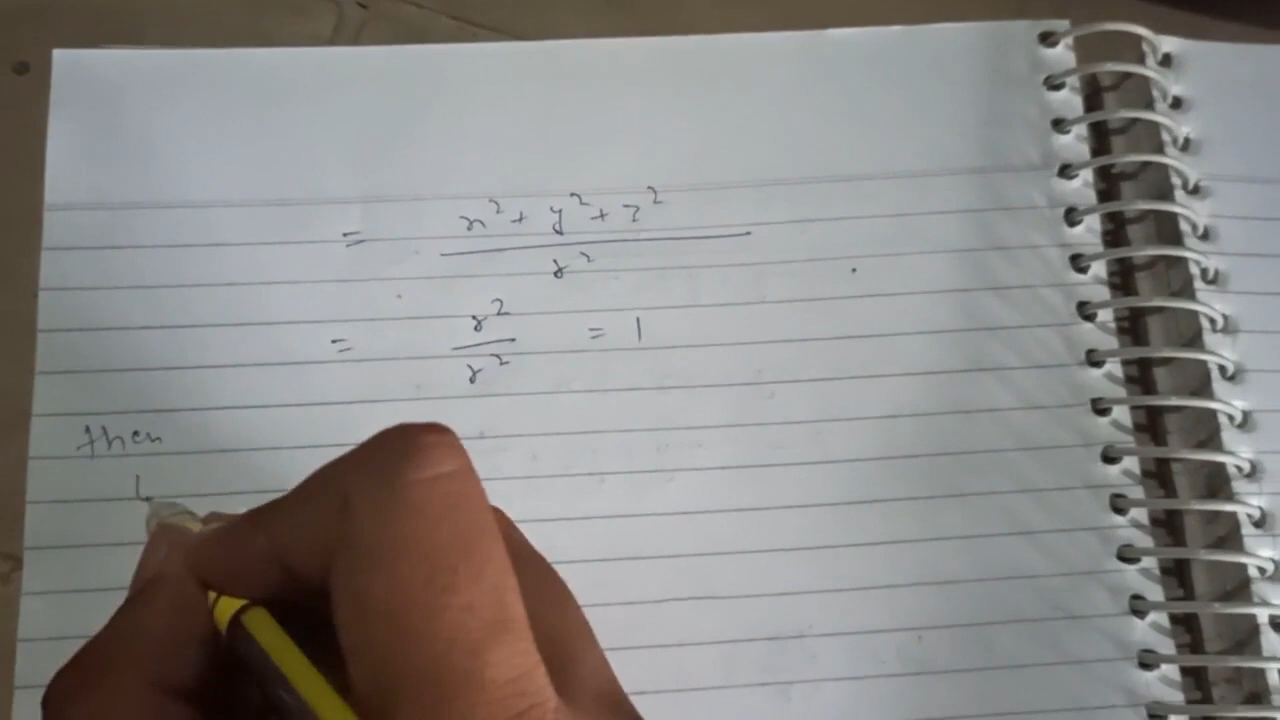 = x² + y² + z² / r²
= r² / r² = 1
then